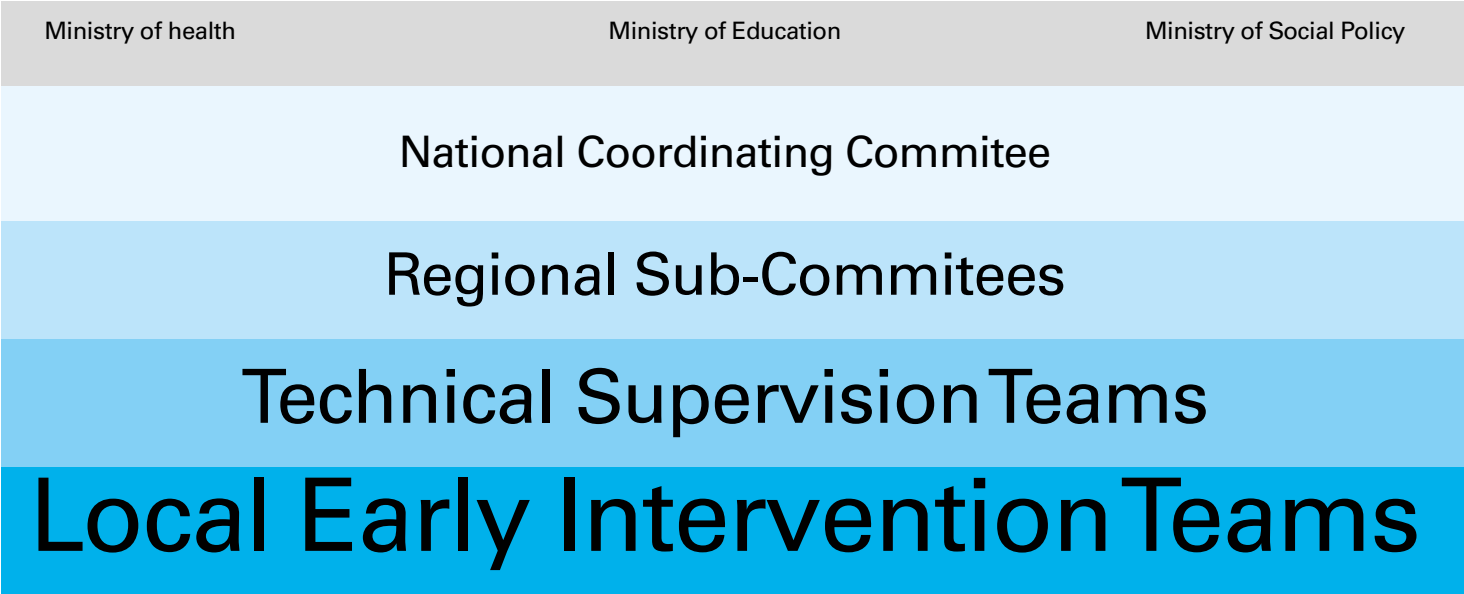 Ministry of health Ministry of Education Ministry of Social Policy
National Coordinating Commitee
Regional Sub-Commitees
Technical Supervision Teams
Local Early Intervention Teams